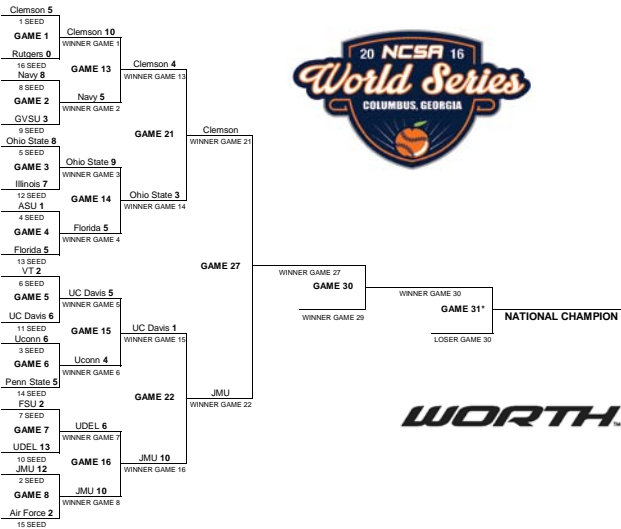 Clemson 5
1 SEED
GAME 1
Rutgers 0
16 SEED
Navy 8
8 SEED
GAME 2
GVSU 3
9 SEED
Ohio State 8
5 SEED
GAME 3
Illinois 7
12 SEED
ASU 1
4 SEED
GAME 4
Florida 5
13 SEED
VT 2
6 SEED
GAME 5
UC Davis 6
11 SEED
Uconn 6
3 SEED
GAME 6
Penn State 5
14 SEED
FSU 2
7 SEED
GAME 7
UDEL 13
10 SEED
JMU 12
2 SEED
GAME 8
Air Force 2
15 SEED
Clemson 10
WINNER GAME 1
GAME 13
Navy 5
WINNER GAME 2
Ohio State 9
WINNER GAME 3
GAME 14
Florida 5
WINNER GAME 4
UC Davis 5
WINNER GAME 5
GAME 15
Uconn 4
WINNER GAME 6
UDEL 6
WINNER GAME 7
GAME 16
JMU 10
WINNER GAME 8
Clemson 4
WINNER GAME 13
GAME 21
Ohio State 3
WINNER GAME 14
UC Davis 1
WINNER GAME 15
GAME 22
JMU 10
WINNER GAME 16
Clemson
WINNER GAME 21
GAME 27
JMU
WINNER GAME 22
WINNER GAME 27
GAME 30
WINNER GAME 29
WINNER GAME 30
GAME 31*
LOSER GAME 30
NATIONAL CHAMPION
20 NCSA 16
World Series
COLUMBUS, GEORGIA
WORTH™